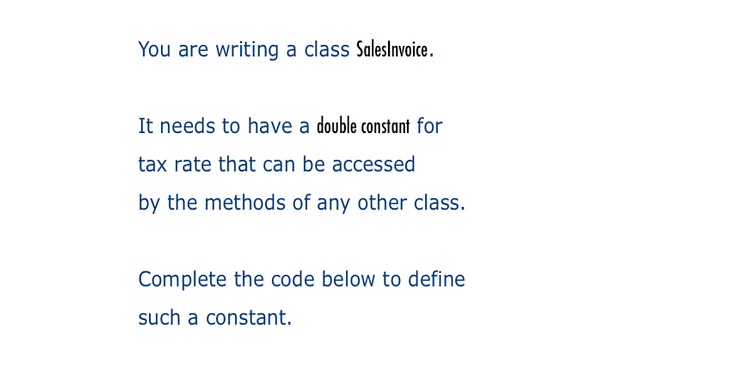 You are writing a class SalesInvoice.
It needs to have a double constant for
tax rate that can be accessed
by the methods of any other class.
Complete the code below to define
such a constant.